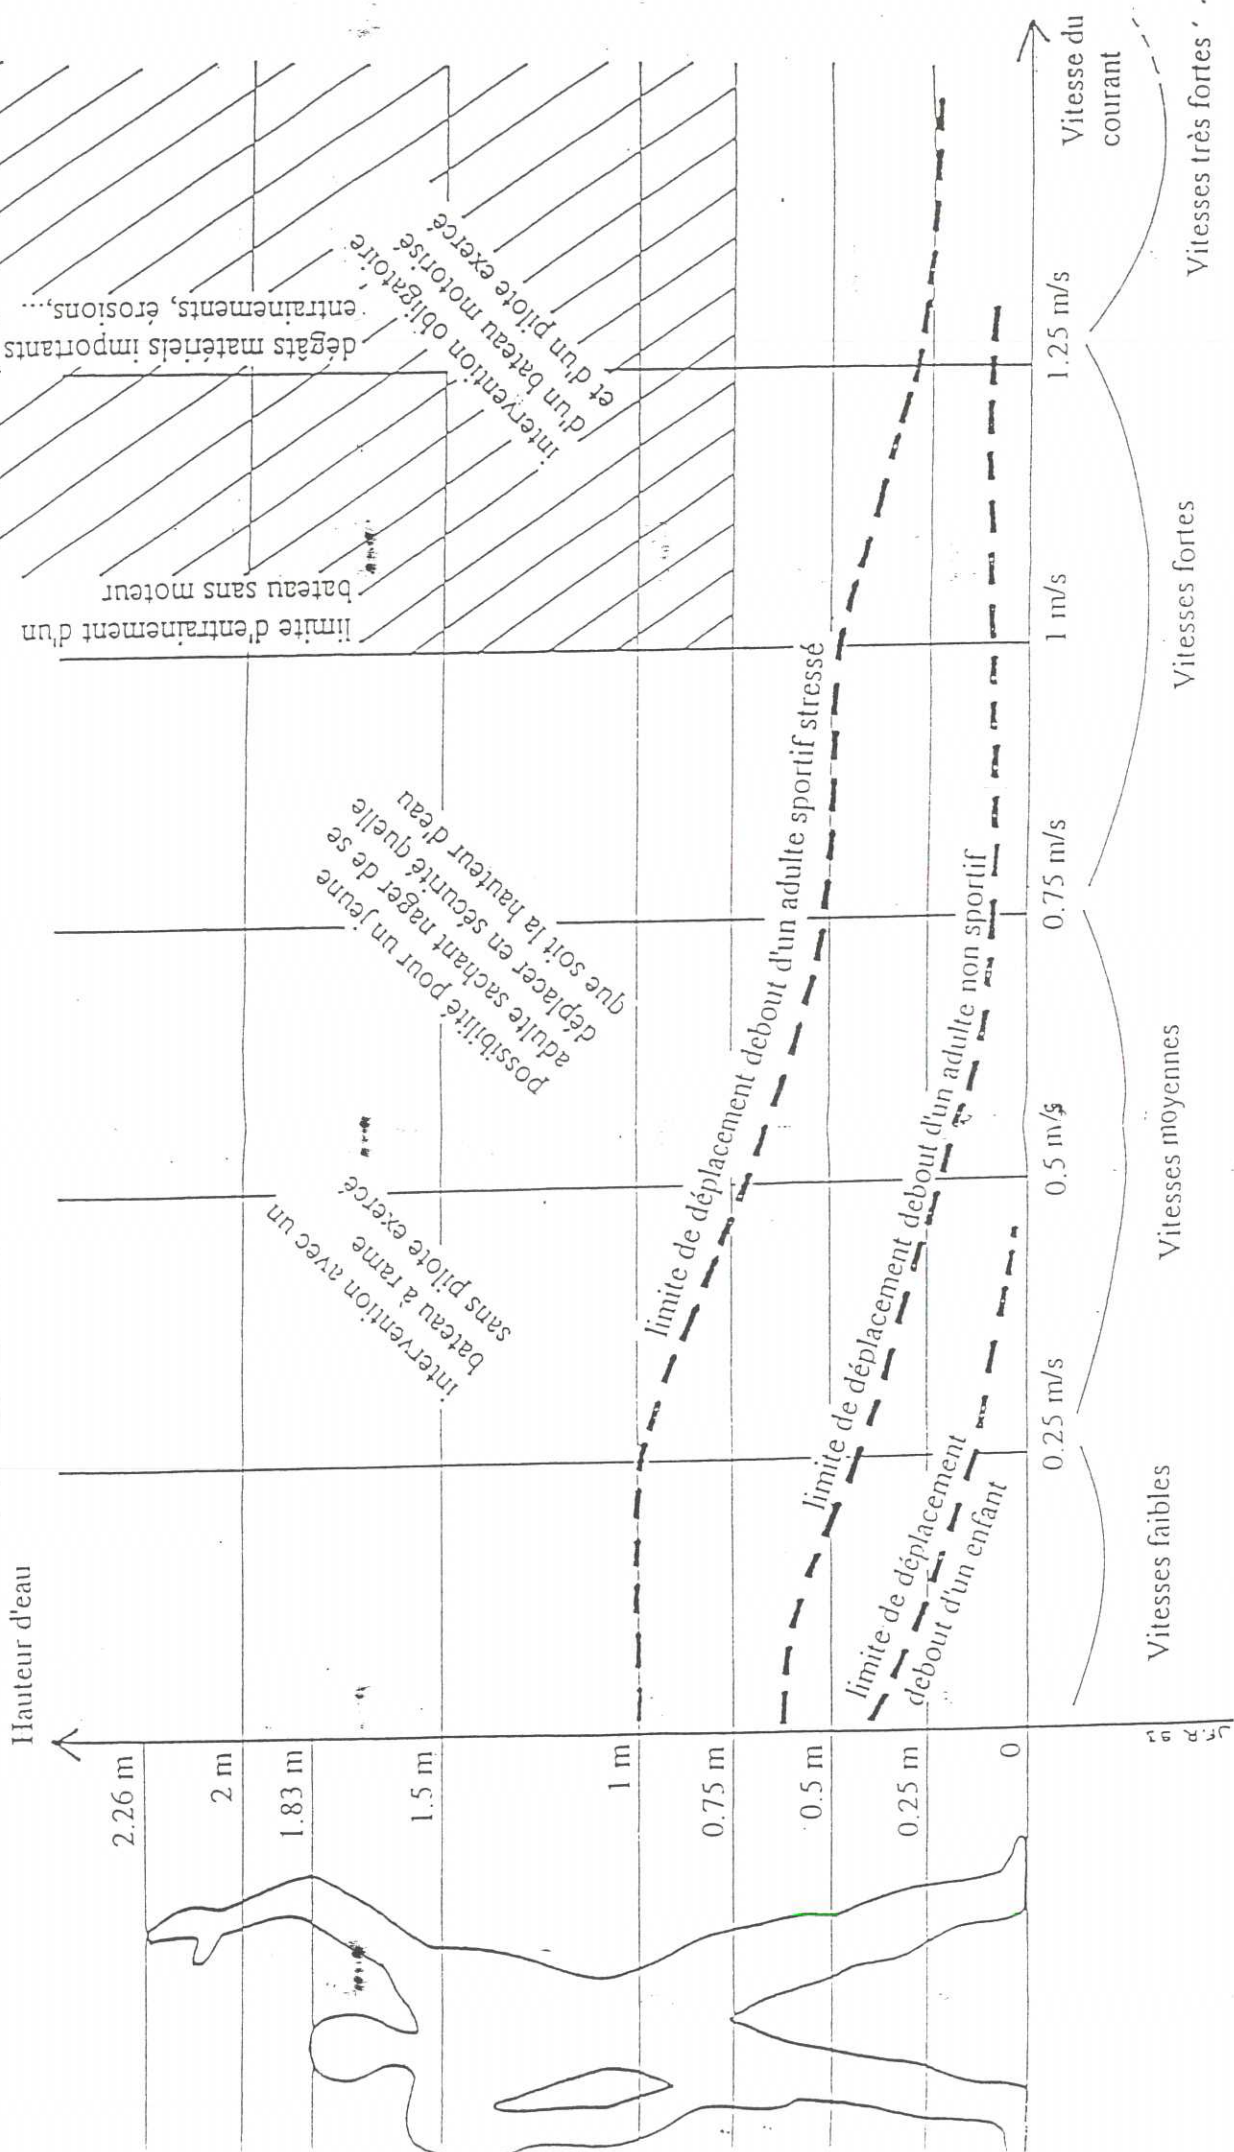 Hauteur d'eau
2.26 m
2 m
1.83 m
1.5 m
1 m
0.75 m
0.5 m
0.25 m
0
intervention avec un
bateau à rame
sans pilote exercé
possibilité pour un jeune
adulte sachant nager de se
déplacer en sécurité quelle
que soit la hauteur d'eau
limite d'entrainement d'un
bateau sans moteur
dégâts matériels importants
entrainements, érosions,...
intervention obligatoire
d'un bateau motorisé
et d'un pilote exercé
limite de déplacement debout d'un adulte sportif stressé
limite de déplacement debout d'un adulte non sportif
limite de déplacement
debout d'un enfant
0.25 m/s
0.5 m/s
0.75 m/s
1 m/s
1.25 m/s
Vitesse du
courant
Vitesses faibles
Vitesses moyennes
Vitesses fortes
Vitesses très fortes
J.F.R 93